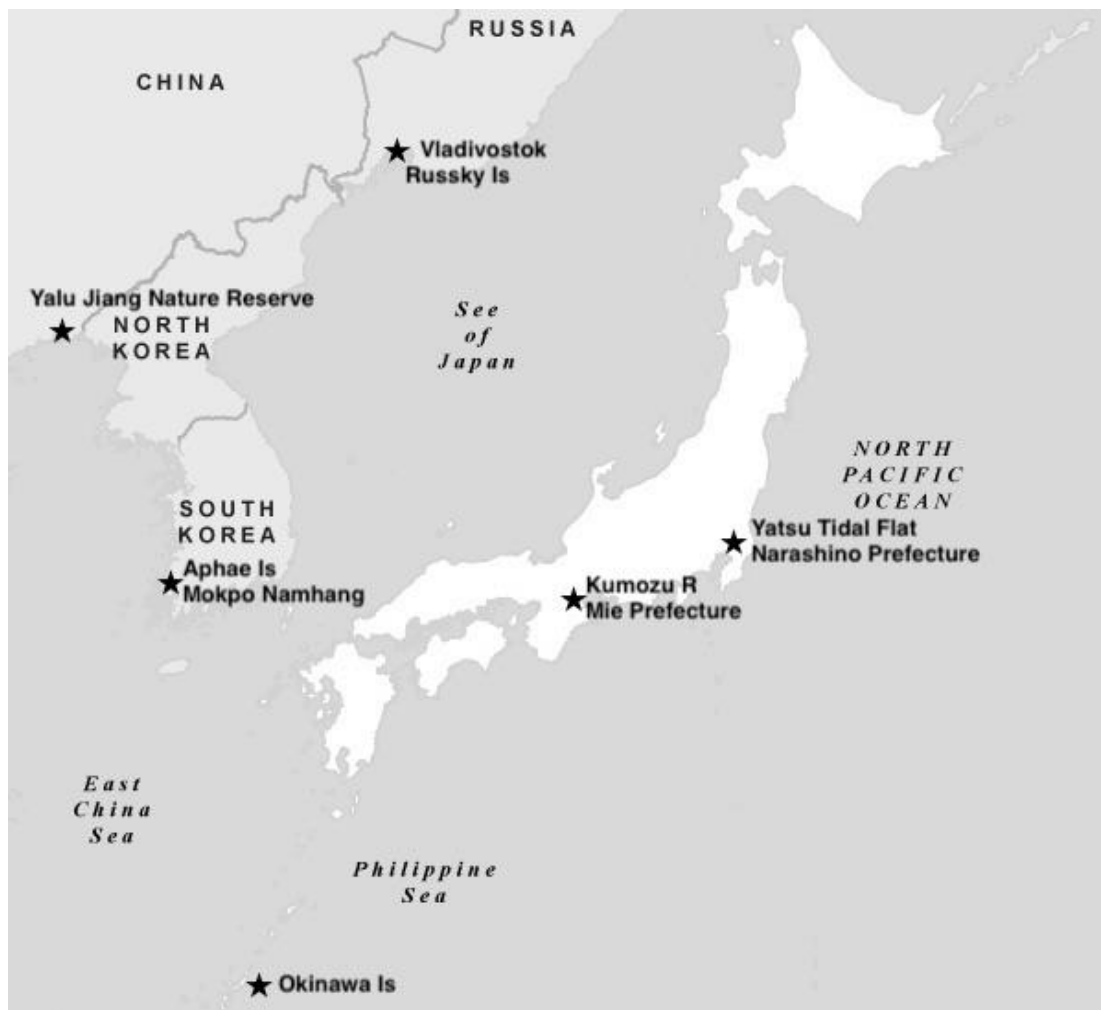 RUSSIA
CHINA
Vladivostok
Russky Is
Yalu Jiang Nature Reserve
NORTH
KOREA
See
of
Japan
NORTH
PACIFIC
OCEAN
SOUTH
KOREA
Yatsu Tidal Flat
Narashino Prefecture
Aphae Is
Mokpo Namhang
Kumozu R
Mie Prefecture
East
China
Sea
Philippine
Sea
Okinawa Is